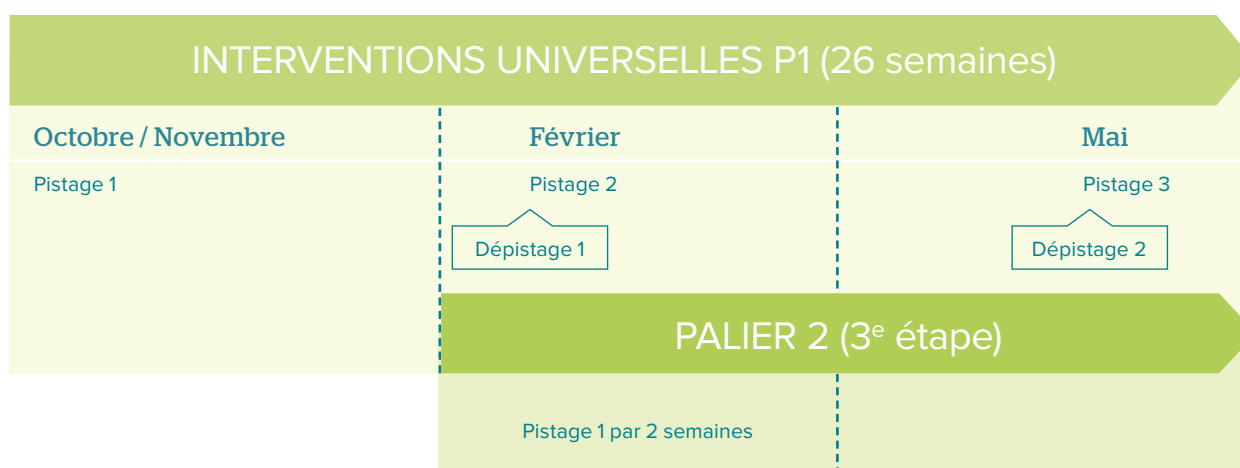 INTERVENTIONS UNIVERSELLES P1 (26 semaines)
Octobre / Novembre
Février
Mai
Pistage 1
Pistage 2
Pistage 3
Dépistage 1
Dépistage 2
PALIER 2 (3e étape)
Pistage 1 par 2 semaines